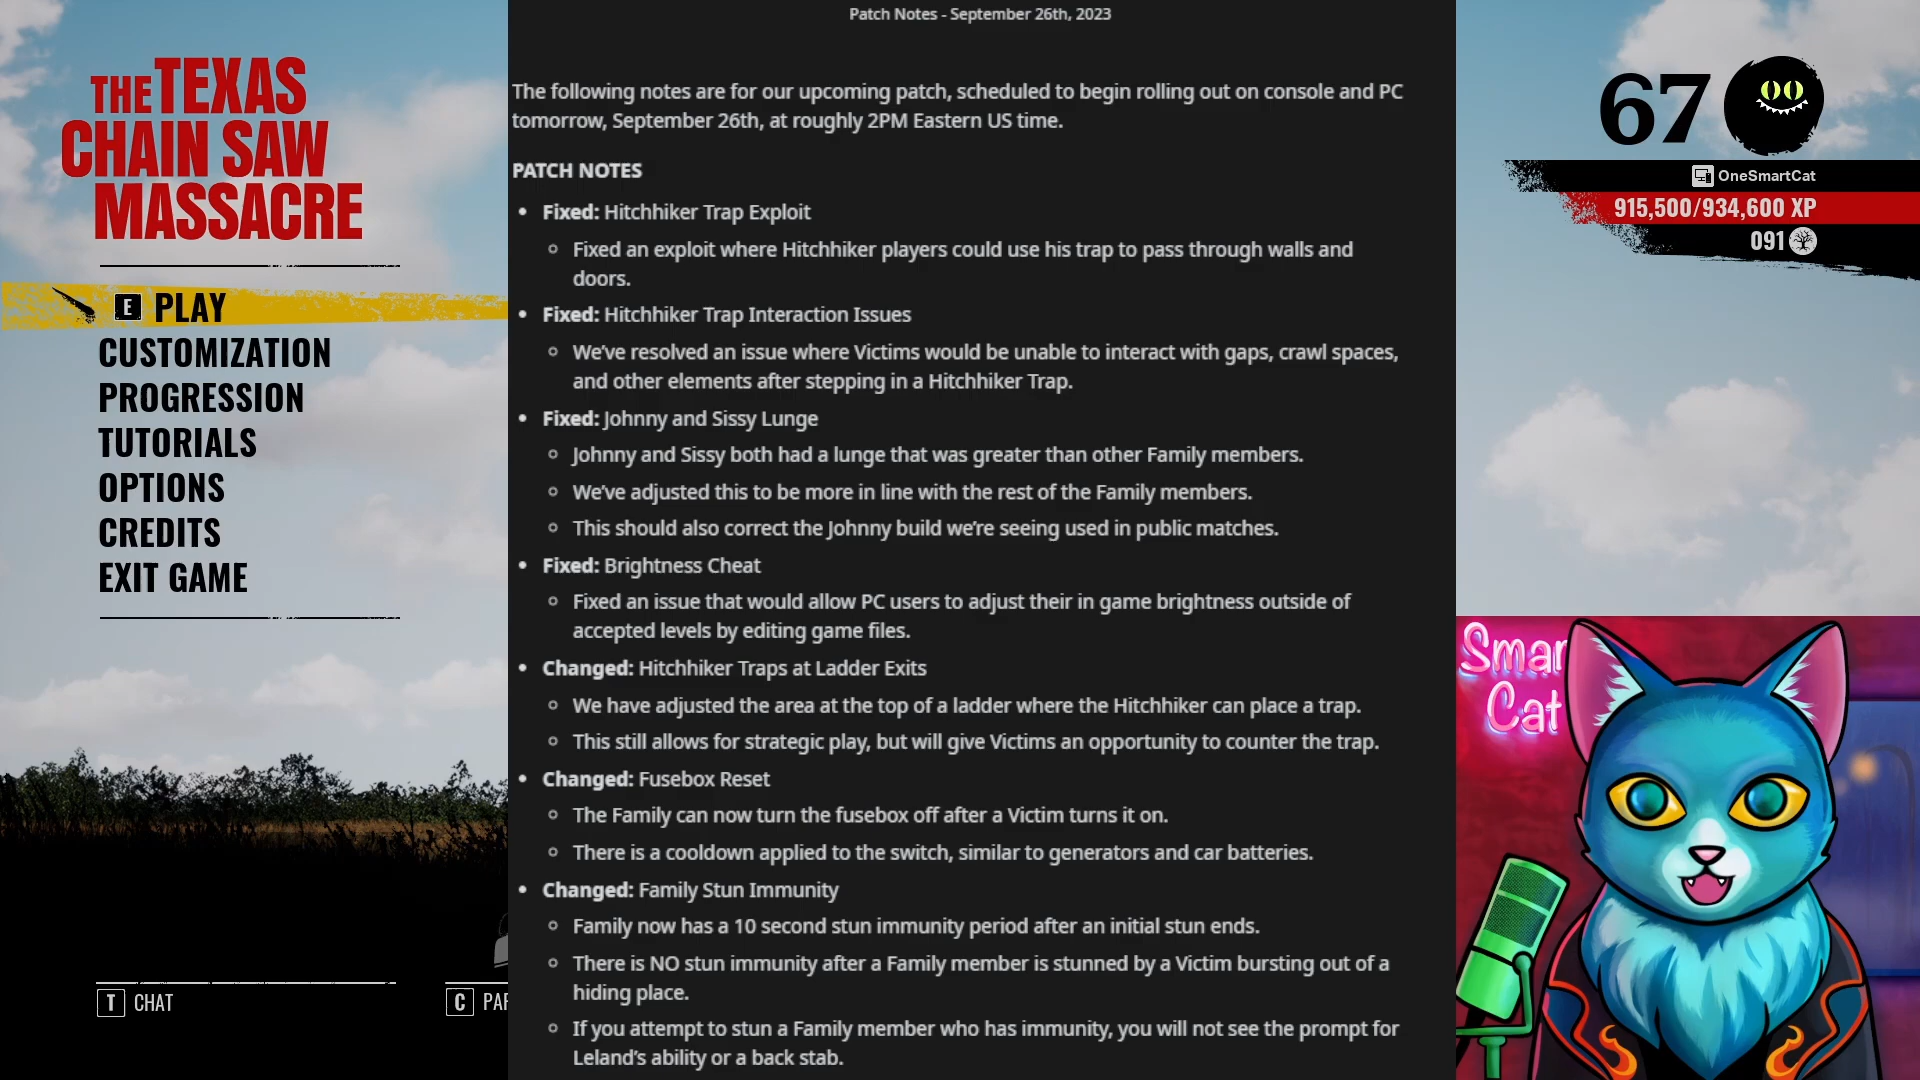 THE TEXAS
CHAIN SAW
MASSACRE
E PLAY
CUSTOMIZATION
PROGRESSION
TUTORIALS
OPTIONS
CREDITS
EXIT GAME
T CHAT
C PAR
Patch Notes - September 26th, 2023
The following notes are for our upcoming patch, scheduled to begin rolling out on console and PC
tomorrow, September 26th, at roughly 2PM Eastern US time.
PATCH NOTES
• Fixed: Hitchhiker Trap Exploit
◦ Fixed an exploit where Hitchhiker players could use his trap to pass through walls and
doors.
• Fixed: Hitchhiker Trap Interaction Issues
◦ We've resolved an issue where Victims would be unable to interact with gaps, crawl spaces,
and other elements after stepping in a Hitchhiker Trap.
• Fixed: Johnny and Sissy Lunge
◦ Johnny and Sissy both had a lunge that was greater than other Family members.
◦ We've adjusted this to be more in line with the rest of the Family members.
◦ This should also correct the Johnny build we're seeing used in public matches.
• Fixed: Brightness Cheat
◦ Fixed an issue that would allow PC users to adjust their in game brightness outside of
accepted levels by editing game files.
• Changed: Hitchhiker Traps at Ladder Exits
◦ We have adjusted the area at the top of a ladder where the Hitchhiker can place a trap.
◦ This still allows for strategic play, but will give Victims an opportunity to counter the trap.
• Changed: Fusebox Reset
◦ The Family can now turn the fusebox off after a Victim turns it on.
◦ There is a cooldown applied to the switch, similar to generators and car batteries.
• Changed: Family Stun Immunity
◦ Family now has a 10 second stun immunity period after an initial stun ends.
◦ There is NO stun immunity after a Family member is stunned by a Victim bursting out of a
hiding place.
◦ If you attempt to stun a Family member who has immunity, you will not see the prompt for
Leland's ability or a back stab.
67
OneSmartCat
915,500/934,600 XP
091
Smar
Cat